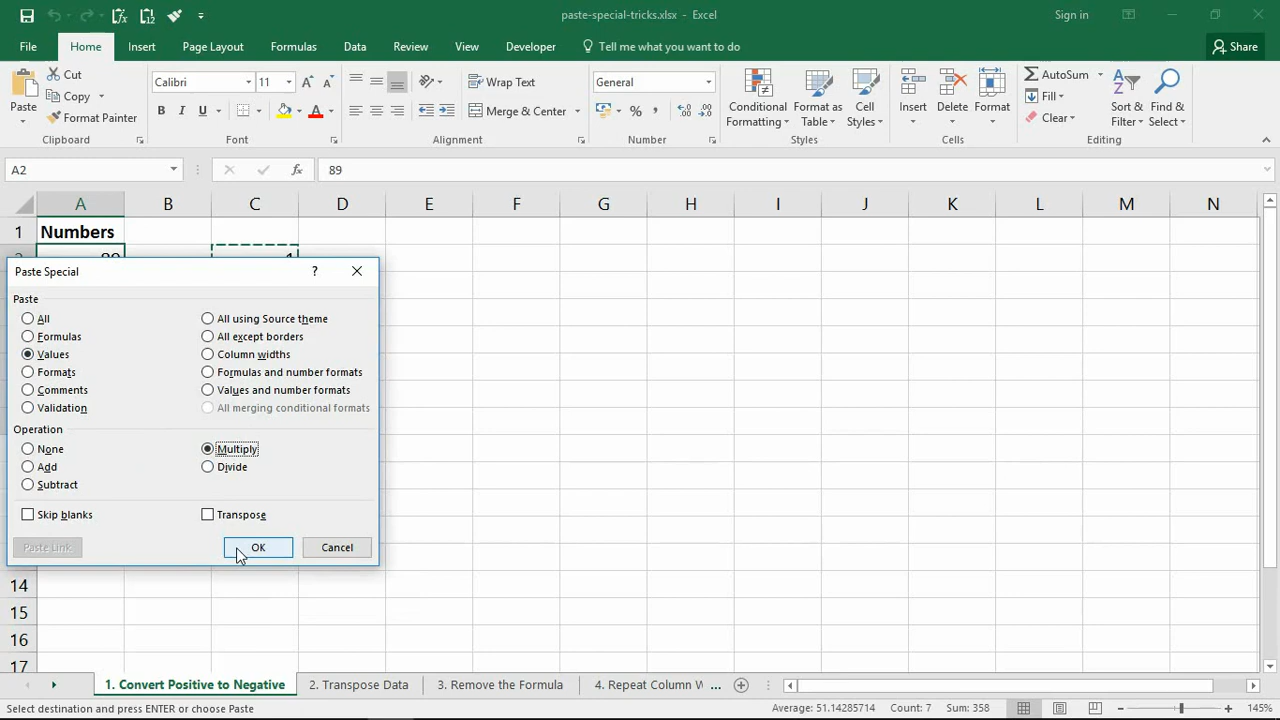 paste-special-tricks.xlsx - Excel
Sign in
File Home Insert Page Layout Formulas Data Review View Developer Tell me what you want to do Share
Paste
Cut
Copy
Format Painter
Clipboard
Calibri 11
B I U
Font
Wrap Text
Merge & Center
Alignment
General
Number
Conditional Formatting
Format as Table
Cell Styles
Styles
Insert
Delete
Format
Cells
AutoSum
Fill
Clear
Sort & Filter
Find & Select
Editing
A2 fx 89
A B C D E F G H I J K L M N
1 Numbers
Paste Special ?
Paste
All
All using Source theme
Formulas
All except borders
Values
Column widths
Formats
Formulas and number formats
Comments
Values and number formats
Validation
All merging conditional formats
Operation
None
Multiply
Add
Divide
Subtract
Skip blanks
Transpose
Paste Link
OK
Cancel
14
15
16
17
1. Convert Positive to Negative 2. Transpose Data 3. Remove the Formula 4. Repeat Column W ...
Select destination and press ENTER or choose Paste
Average: 51.14285714 Count: 7 Sum: 358 145%